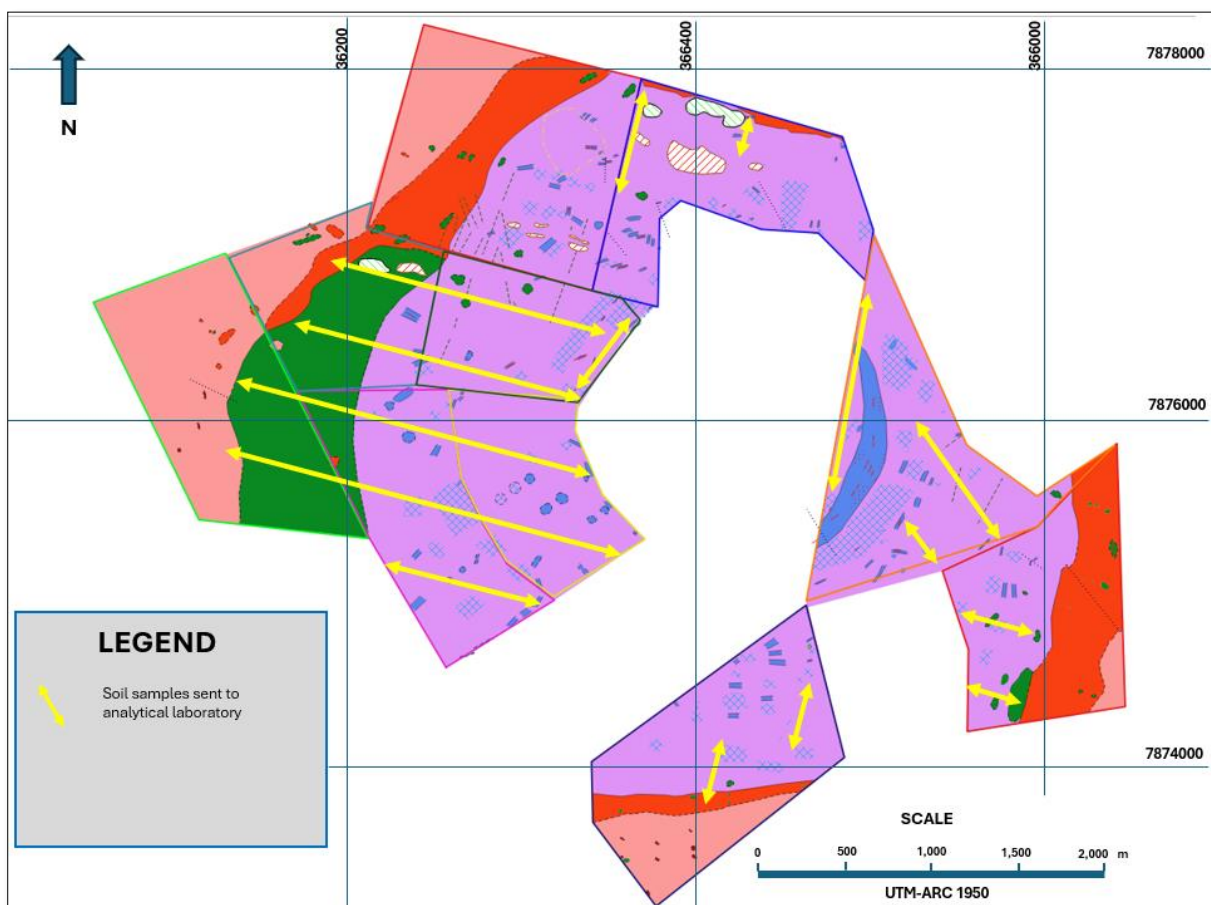 366200
366400
366000
7878000
N
7876000
LEGEND
Soil samples sent to
analytical laboratory
7874000
SCALE
0 500 1,000 1,500 2,000 m
UTM-ARC 1950